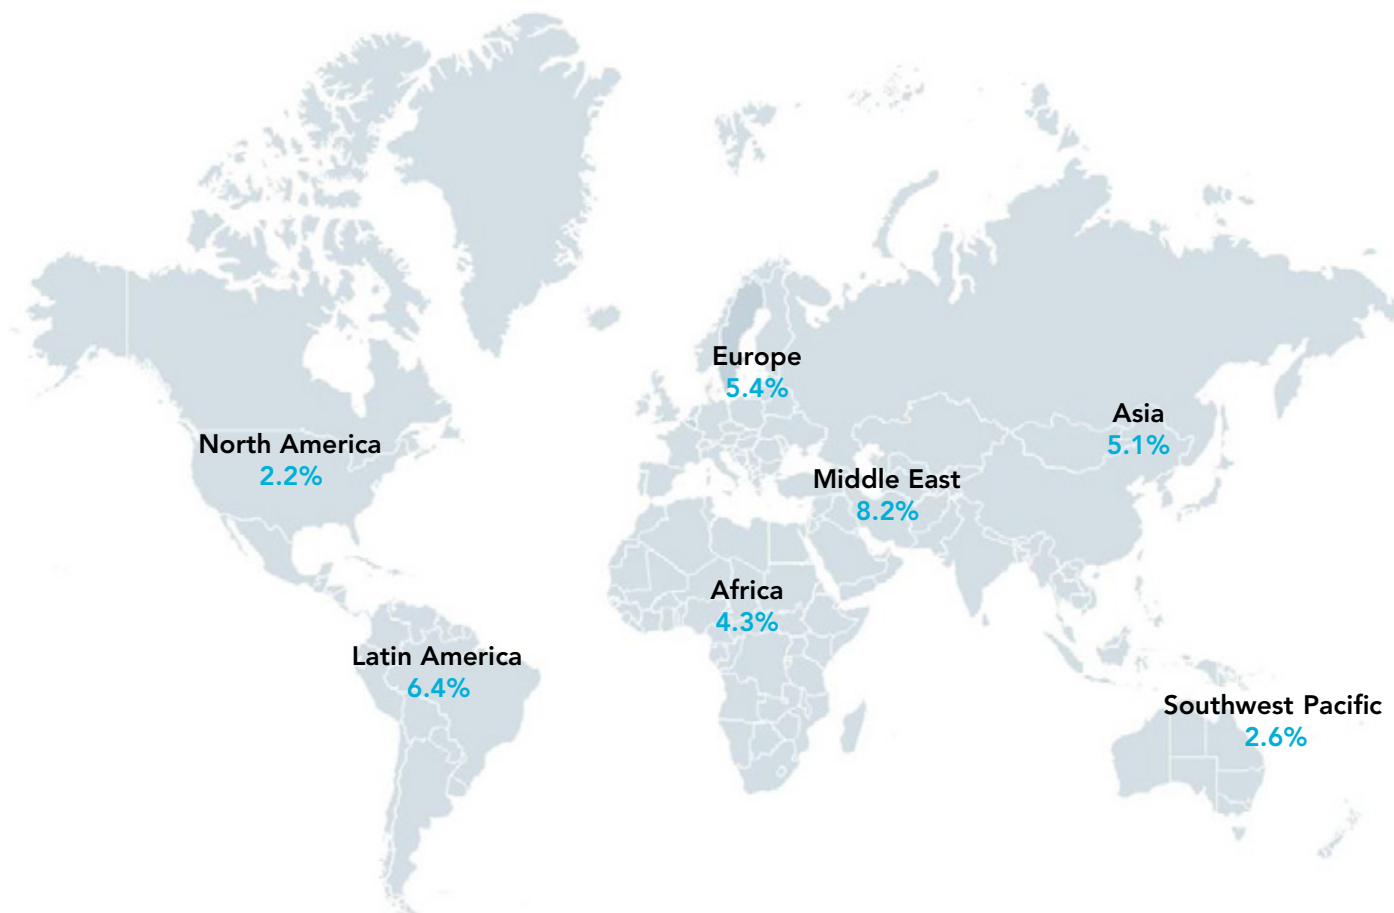 Europe
5.4%
Asia
5.1%
North America
2.2%
Middle East
8.2%
Africa
4.3%
Latin America
6.4%
Southwest Pacific
2.6%